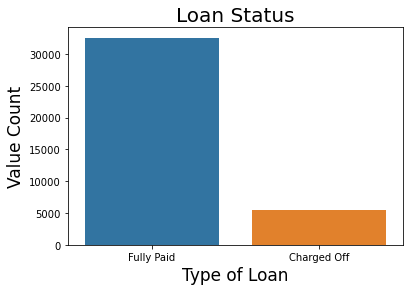 Loan Status
Value Count
30000
25000
20000
15000
10000
5000
0
Fully Paid
Charged Off
Type of Loan